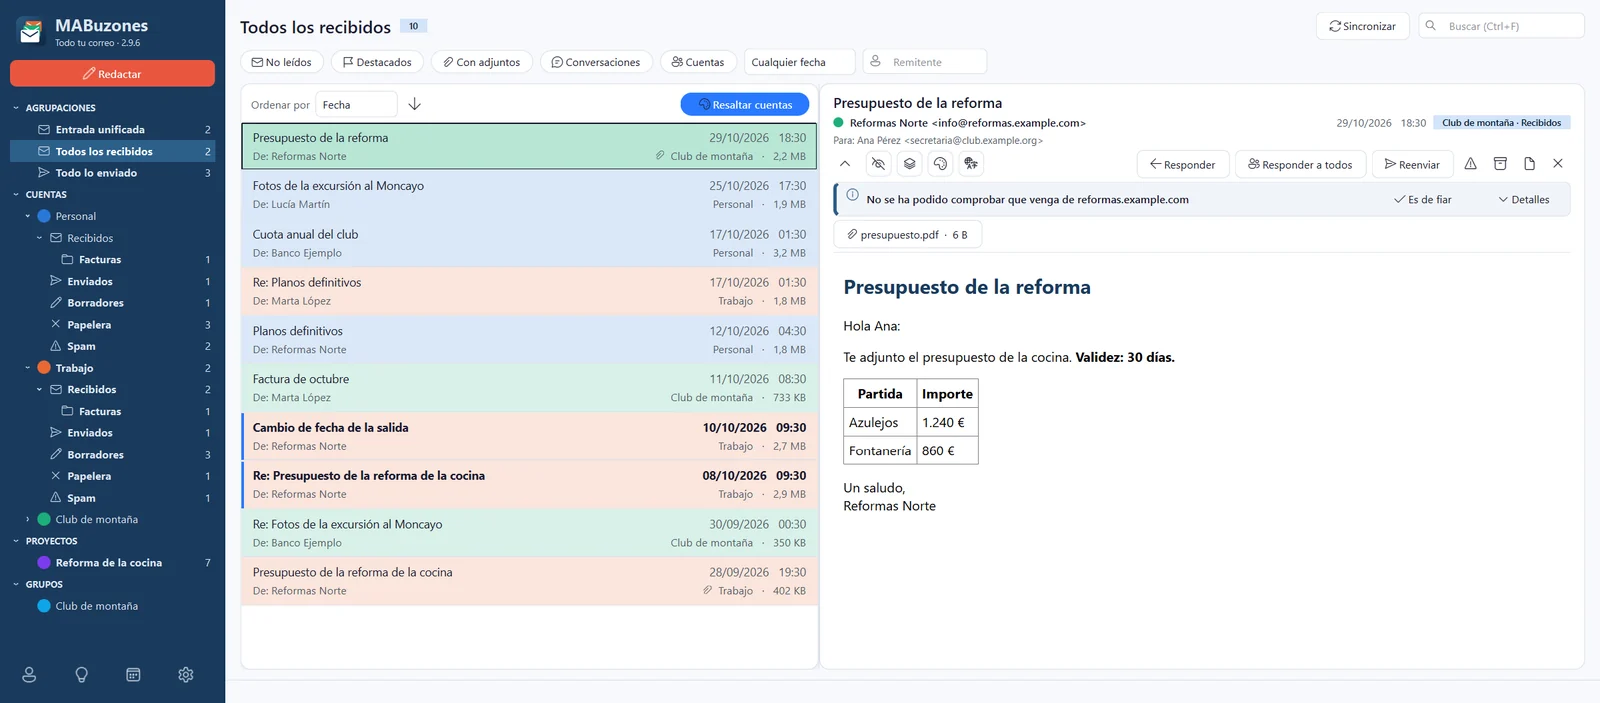 MABuzones
Todo tu correo · 2.9.6
Redactar
AGRUPACIONES
Entrada unificada 2
Todos los recibidos 2
Todo lo enviado 3
CUENTAS
Personal
Recibidos
Facturas 1
Enviados 1
Borradores 1
Papelera 3
Spam 2
Trabajo 2
Recibidos 2
Facturas 1
Enviados 1
Borradores 3
Papelera 1
Spam 1
Club de montaña
PROYECTOS
Reforma de la cocina 7
GRUPOS
Club de montaña
Todos los recibidos 10
Sincronizar
Buscar (Ctrl+F)
No leídos
Destacados
Con adjuntos
Conversaciones
Cuentas
Cualquier fecha
Remitente
Ordenar por Fecha
Resaltar cuentas
Presupuesto de la reforma 29/10/2026 18:30
De: Reformas Norte Club de montaña · 2,2 MB
Fotos de la excursión al Moncayo 25/10/2026 17:30
De: Lucía Martín Personal · 1,9 MB
Cuota anual del club 17/10/2026 01:30
De: Banco Ejemplo Personal · 3,2 MB
Re: Planos definitivos 17/10/2026 01:30
De: Marta López Trabajo · 1,8 MB
Planos definitivos 12/10/2026 04:30
De: Reformas Norte Personal · 1,8 MB
Factura de octubre 11/10/2026 08:30
De: Marta López Club de montaña · 733 KB
Cambio de fecha de la salida 10/10/2026 09:30
De: Reformas Norte Trabajo · 2,7 MB
Re: Presupuesto de la reforma de la cocina 08/10/2026 09:30
De: Reformas Norte Trabajo · 2,9 MB
Re: Fotos de la excursión al Moncayo 30/09/2026 00:30
De: Banco Ejemplo Club de montaña · 350 KB
Presupuesto de la reforma de la cocina 28/09/2026 19:30
De: Reformas Norte Trabajo · 402 KB
Presupuesto de la reforma
Reformas Norte <info@reformas.example.com> 29/10/2026 18:30 Club de montaña · Recibidos
Para: Ana Pérez <secretaria@club.example.org>
Responder
Responder a todos
Reenviar
No se ha podido comprobar que venga de reformas.example.com
Es de fiar
Detalles
presupuesto.pdf · 6 B
Presupuesto de la reforma
Hola Ana:
Te adjunto el presupuesto de la cocina. Validez: 30 días.
Partida Importe
Azulejos 1.240 €
Fontanería 860 €
Un saludo,
Reformas Norte